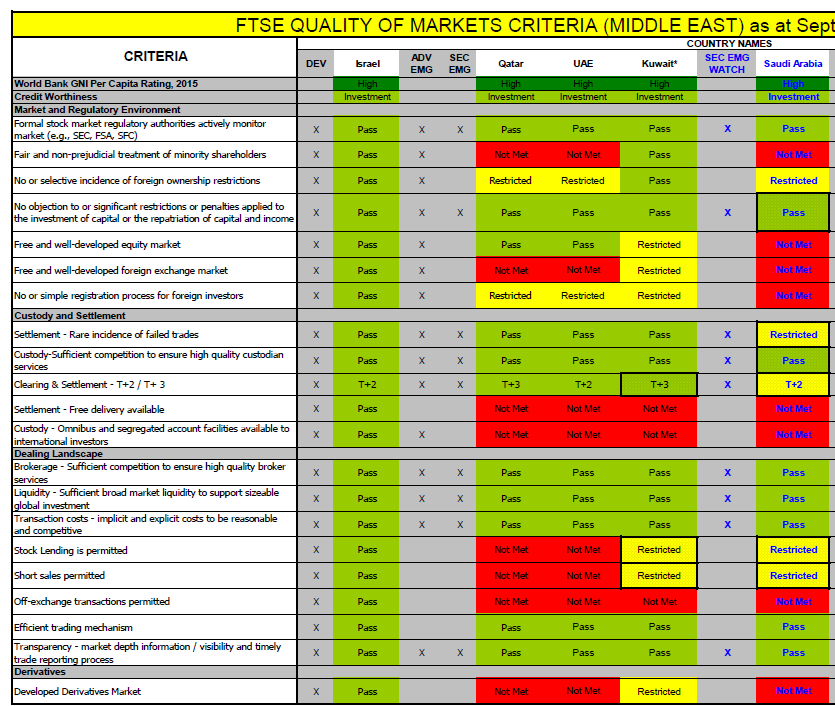 FTSE QUALITY OF MARKETS CRITERIA (MIDDLE EAST) as at Sept
CRITERIA
COUNTRY NAMES
DEV Israel ADV EMG SEC EMG Qatar UAE Kuwait* SEC EMG WATCH Saudi Arabia
World Bank GNI Per Capita Rating, 2015 High High High High High
Credit Worthiness Investment Investment Investment Investment Investment
Market and Regulatory Environment
Formal stock market regulatory authorities actively monitor
market (e.g., SEC, FSA, SFC) X Pass X X Pass Pass Pass X Pass
Fair and non-prejudicial treatment of minority shareholders X Pass X Not Met Not Met Pass Not Met
No or selective incidence of foreign ownership restrictions X Pass X Restricted Restricted Pass Restricted
No objection to or significant restrictions or penalties applied to
the investment of capital or the repatriation of capital and income X Pass X X Pass Pass Pass X Pass
Free and well-developed equity market X Pass X Pass Pass Restricted Not Met
Free and well-developed foreign exchange market X Pass X Not Met Not Met Restricted Not Met
No or simple registration process for foreign investors X Pass X Restricted Restricted Restricted Not Met
Custody and Settlement
Settlement - Rare incidence of failed trades X Pass X X Pass Pass Pass X Restricted
Custody-Sufficient competition to ensure high quality custodian
services X Pass X X Pass Pass Pass X Pass
Clearing & Settlement - T+2 / T+ 3 X T+2 X X T+3 T+2 T+3 X T+2
Settlement - Free delivery available X Pass Not Met Not Met Not Met Not Met
Custody - Omnibus and segregated account facilities available to
international investors X Pass X Not Met Not Met Not Met Not Met
Dealing Landscape
Brokerage - Sufficient competition to ensure high quality broker
services X Pass X X Pass Pass Pass X Pass
Liquidity - Sufficient broad market liquidity to support sizeable
global investment X Pass X X Pass Pass Pass X Pass
Transaction costs - implicit and explicit costs to be reasonable
and competitive X Pass X X Pass Pass Pass X Pass
Stock Lending is permitted X Pass Not Met Not Met Restricted Restricted
Short sales permitted X Pass Not Met Not Met Restricted Restricted
Off-exchange transactions permitted X Pass Not Met Not Met Not Met Not Met
Efficient trading mechanism X Pass Pass Pass Pass Pass
Transparency - market depth information / visibility and timely
trade reporting process X Pass X X Pass Pass Pass X Pass
Derivatives
Developed Derivatives Market X Pass Not Met Not Met Restricted Not Met